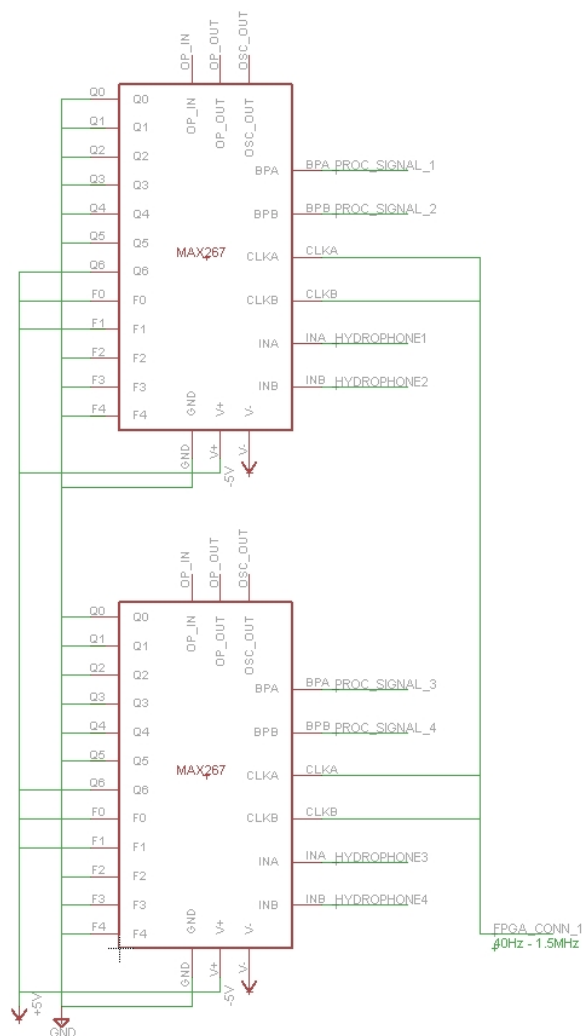 OP_IN
OP_OUT
OSC_OUT
Q0 Q0 OP_IN OP_OUT OSC_OUT
Q1 Q1
Q2 Q2 BPA BPA PROC_SIGNAL_1
Q3 Q3
Q4 Q4 BPB BPB PROC_SIGNAL_2
Q5 Q5
MAX267 CLKA CLKA
Q6 Q6
F0 F0 CLKB CLKB
F1 F1
INA INA HYDROPHONE1
F2 F2
F3 F3 INB INB HYDROPHONE2
F4 F4 GND V+ V-
GND V+ -5V V-
OP_IN
OP_OUT
OSC_OUT
Q0 Q0 OP_IN OP_OUT OSC_OUT
Q1 Q1
Q2 Q2 BPA BPA PROC_SIGNAL_3
Q3 Q3
Q4 Q4 BPB BPB PROC_SIGNAL_4
Q5 Q5
MAX267 CLKA CLKA
Q6 Q6
F0 F0 CLKB CLKB
F1 F1
INA INA HYDROPHONE3
F2 F2
F3 F3 INB INB HYDROPHONE4
F4 F4 GND V+ V-
FPGA_CONN_1
40Hz - 1.5MHz
GND V+ -5V V-
+5V
GND